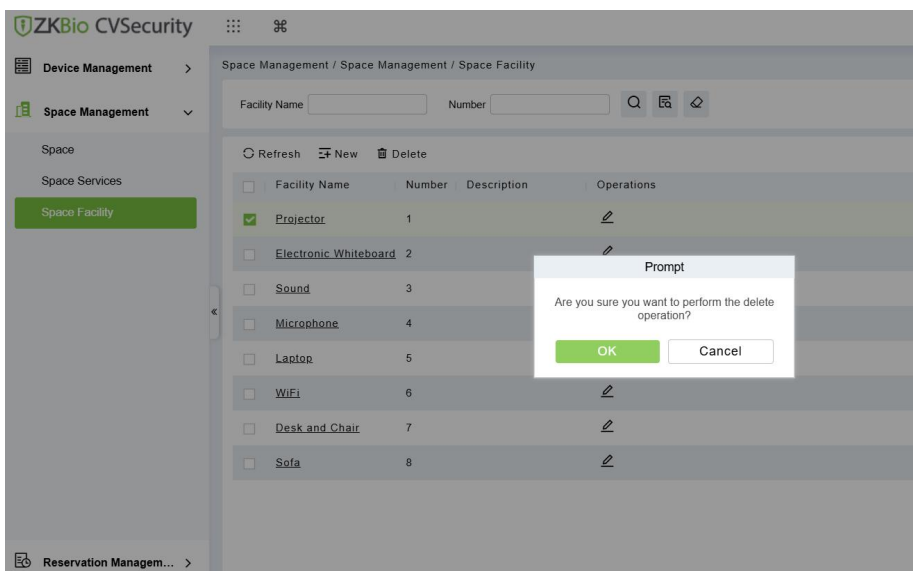 ZKBio CVSecurity
Device Management
Space Management
Space
Space Services
Space Facility
Reservation Managem...
Space Management / Space Management / Space Facility
Facility Name Number
Refresh New Delete
Facility Name Number Description Operations
Projector 1
Electronic Whiteboard 2
Sound 3
Microphone 4
Laptop 5
WiFi 6
Desk and Chair 7
Sofa 8
Prompt
Are you sure you want to perform the delete
operation?
OK Cancel